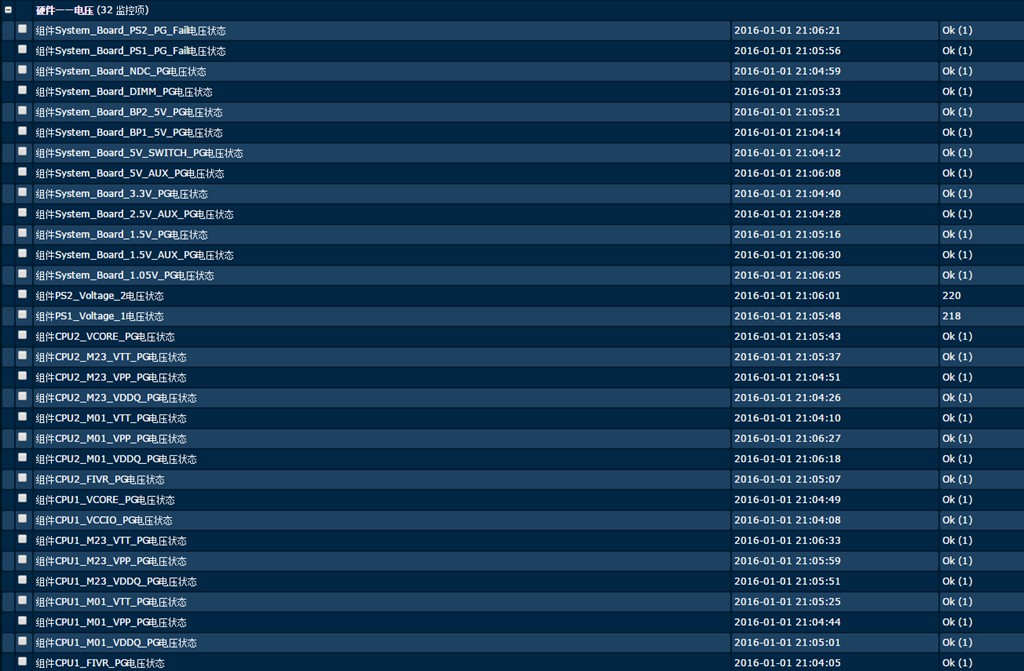 硬件——电压 (32 监控项)
组件System_Board_PS2_PG_Fail电压状态 2016-01-01 21:06:21 Ok (1)
组件System_Board_PS1_PG_Fail电压状态 2016-01-01 21:05:56 Ok (1)
组件System_Board_NDC_PG电压状态 2016-01-01 21:04:59 Ok (1)
组件System_Board_DIMM_PG电压状态 2016-01-01 21:05:33 Ok (1)
组件System_Board_BP2_5V_PG电压状态 2016-01-01 21:05:21 Ok (1)
组件System_Board_BP1_5V_PG电压状态 2016-01-01 21:04:14 Ok (1)
组件System_Board_5V_SWITCH_PG电压状态 2016-01-01 21:04:12 Ok (1)
组件System_Board_5V_AUX_PG电压状态 2016-01-01 21:06:08 Ok (1)
组件System_Board_3.3V_PG电压状态 2016-01-01 21:04:40 Ok (1)
组件System_Board_2.5V_AUX_PG电压状态 2016-01-01 21:04:28 Ok (1)
组件System_Board_1.5V_PG电压状态 2016-01-01 21:05:16 Ok (1)
组件System_Board_1.5V_AUX_PG电压状态 2016-01-01 21:06:30 Ok (1)
组件System_Board_1.05V_PG电压状态 2016-01-01 21:06:05 Ok (1)
组件PS2_Voltage_2电压状态 2016-01-01 21:06:01 220
组件PS1_Voltage_1电压状态 2016-01-01 21:05:48 218
组件CPU2_VCORE_PG电压状态 2016-01-01 21:05:43 Ok (1)
组件CPU2_M23_VTT_PG电压状态 2016-01-01 21:05:37 Ok (1)
组件CPU2_M23_VPP_PG电压状态 2016-01-01 21:04:51 Ok (1)
组件CPU2_M23_VDDQ_PG电压状态 2016-01-01 21:04:26 Ok (1)
组件CPU2_M01_VTT_PG电压状态 2016-01-01 21:04:10 Ok (1)
组件CPU2_M01_VPP_PG电压状态 2016-01-01 21:06:27 Ok (1)
组件CPU2_M01_VDDQ_PG电压状态 2016-01-01 21:06:18 Ok (1)
组件CPU2_FIVR_PG电压状态 2016-01-01 21:05:07 Ok (1)
组件CPU1_VCORE_PG电压状态 2016-01-01 21:04:49 Ok (1)
组件CPU1_VCCIO_PG电压状态 2016-01-01 21:04:08 Ok (1)
组件CPU1_M23_VTT_PG电压状态 2016-01-01 21:06:33 Ok (1)
组件CPU1_M23_VPP_PG电压状态 2016-01-01 21:05:59 Ok (1)
组件CPU1_M23_VDDQ_PG电压状态 2016-01-01 21:05:51 Ok (1)
组件CPU1_M01_VTT_PG电压状态 2016-01-01 21:05:25 Ok (1)
组件CPU1_M01_VPP_PG电压状态 2016-01-01 21:04:44 Ok (1)
组件CPU1_M01_VDDQ_PG电压状态 2016-01-01 21:05:01 Ok (1)
组件CPU1_FIVR_PG电压状态 2016-01-01 21:04:05 Ok (1)